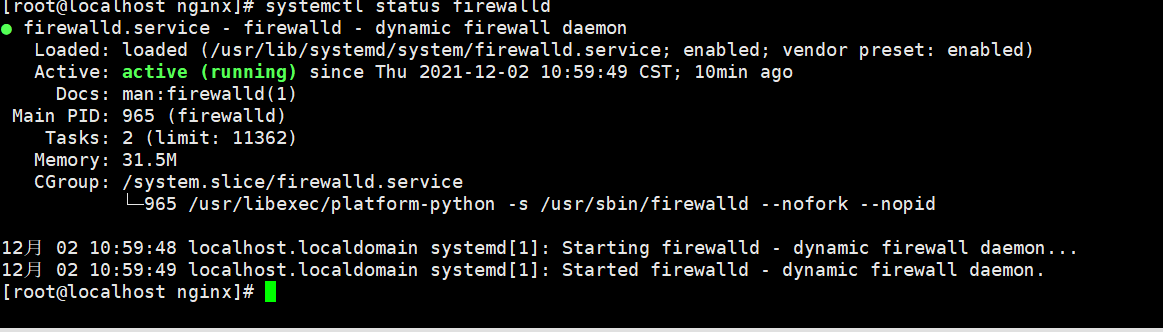 [root@localhost nginx]# systemctl status firewalld
● firewalld.service - firewalld - dynamic firewall daemon
   Loaded: loaded (/usr/lib/systemd/system/firewalld.service; enabled; vendor preset: enabled)
   Active: active (running) since Thu 2021-12-02 10:59:49 CST; 10min ago
     Docs: man:firewalld(1)
 Main PID: 965 (firewalld)
    Tasks: 2 (limit: 11362)
   Memory: 31.5M
   CGroup: /system.slice/firewalld.service
           └─965 /usr/libexec/platform-python -s /usr/sbin/firewalld --nofork --nopid

12月 02 10:59:48 localhost.localdomain systemd[1]: Starting firewalld - dynamic firewall daemon...
12月 02 10:59:49 localhost.localdomain systemd[1]: Started firewalld - dynamic firewall daemon.
[root@localhost nginx]#